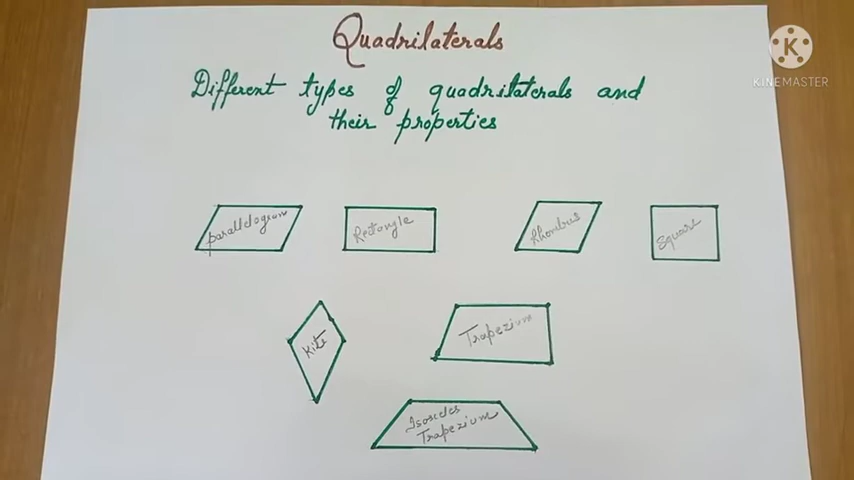 Quadrilaterals
Different types of quadrilaterals and
their properties
KINEMASTER
parallelogram
Rectangle
Rhombus
Square
Kite
Trapezium
Isosceles
Trapezium